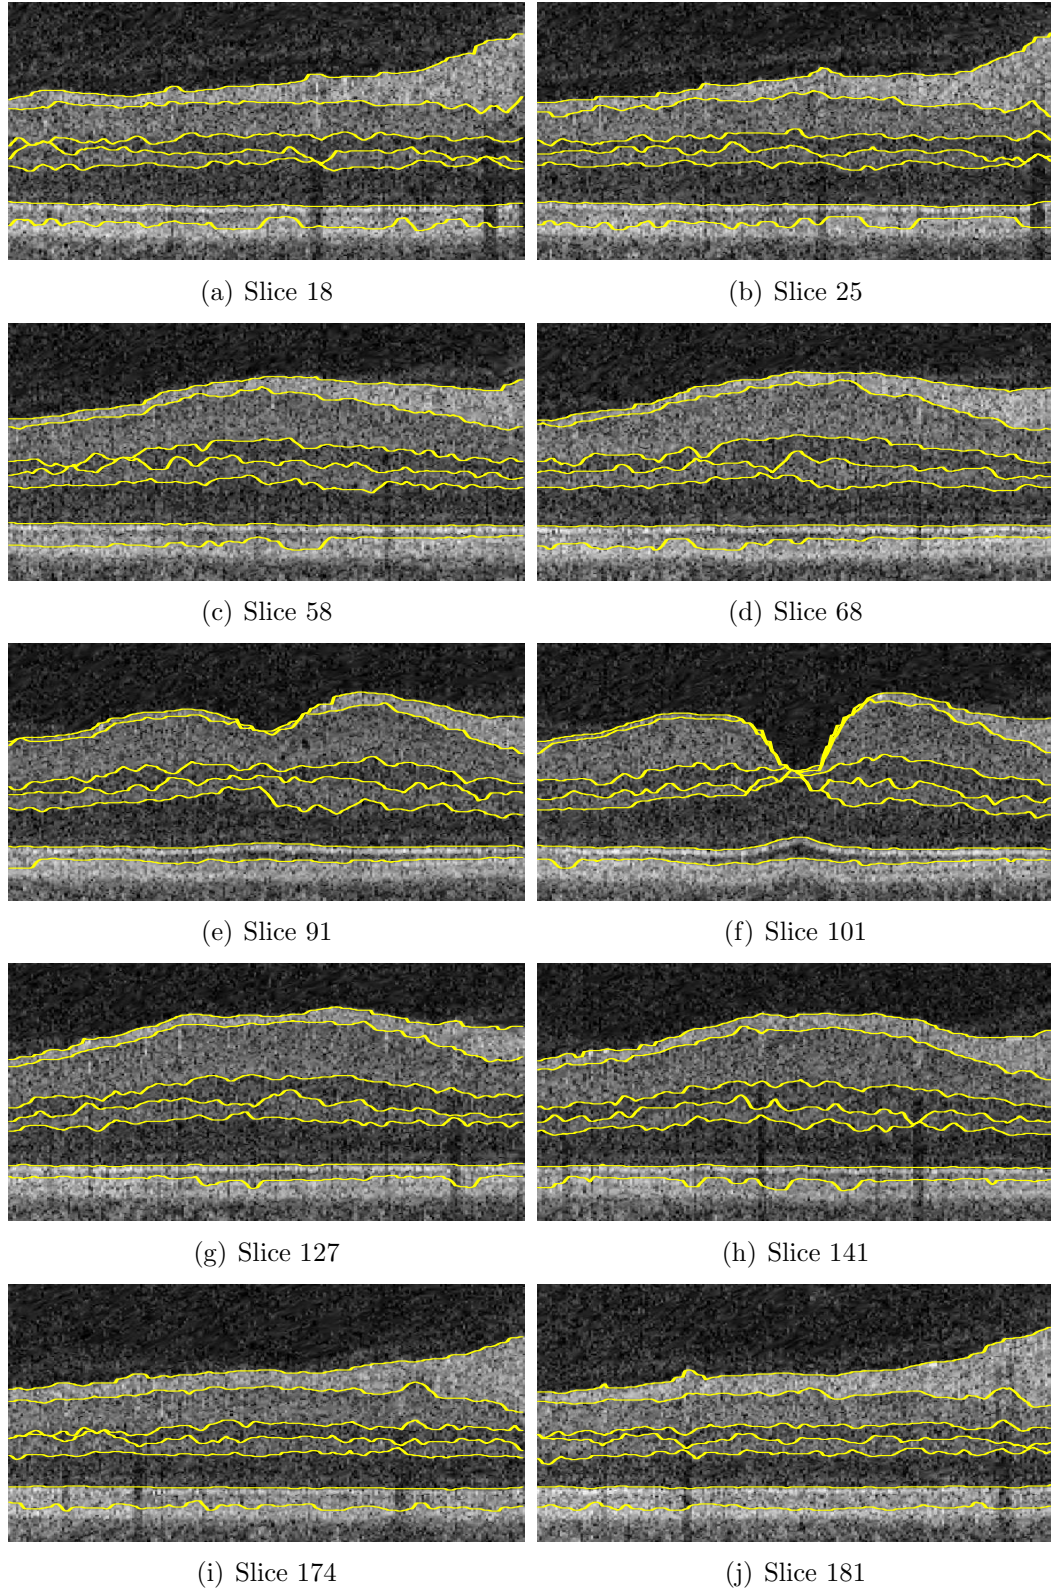 (a) Slice 18
(b) Slice 25
(c) Slice 58
(d) Slice 68
(e) Slice 91
(f) Slice 101
(g) Slice 127
(h) Slice 141
(i) Slice 174
(j) Slice 181